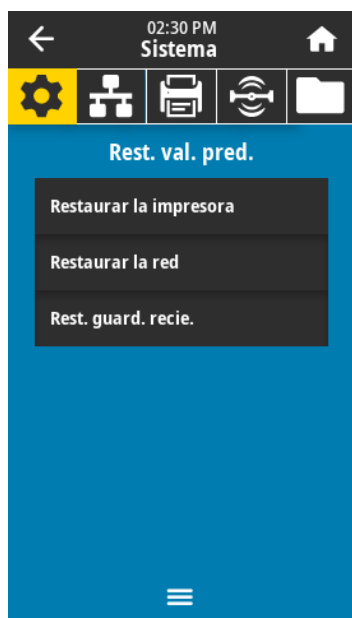 02:30 PM
Sistema
Rest. val. pred.
Restaurar la impresora
Restaurar la red
Rest. guard. recie.